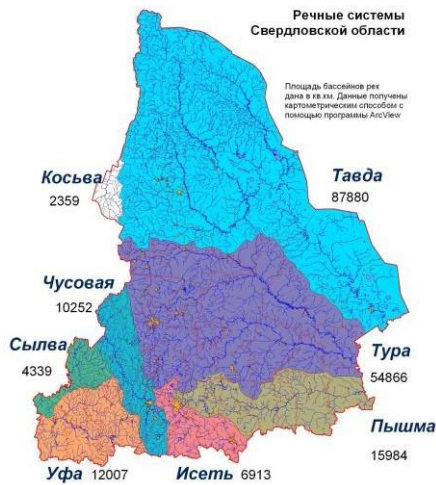 Речные системы
Свердловской области
Площадь бассейнов рек
дана в кв.км. Данные получены
картометрическим способом с
помощью программы ArcView
Косьва
2359
Тавда
87880
Чусовая
10252
Сылва
4339
Тура
54866
Пышма
15984
Уфа 12007
Исеть 6913